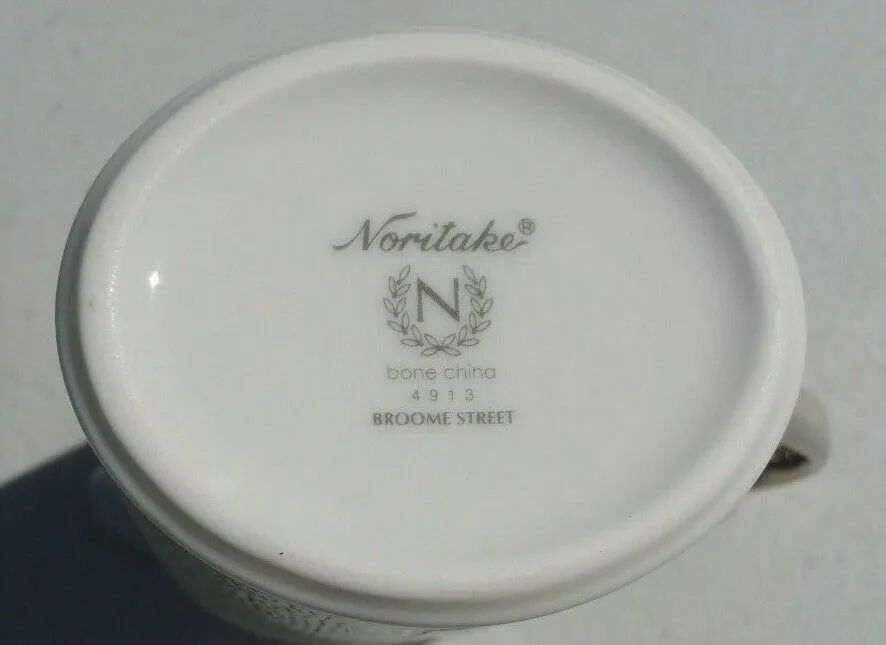 Noritake®
N
bone china
4913
BROOME STREET